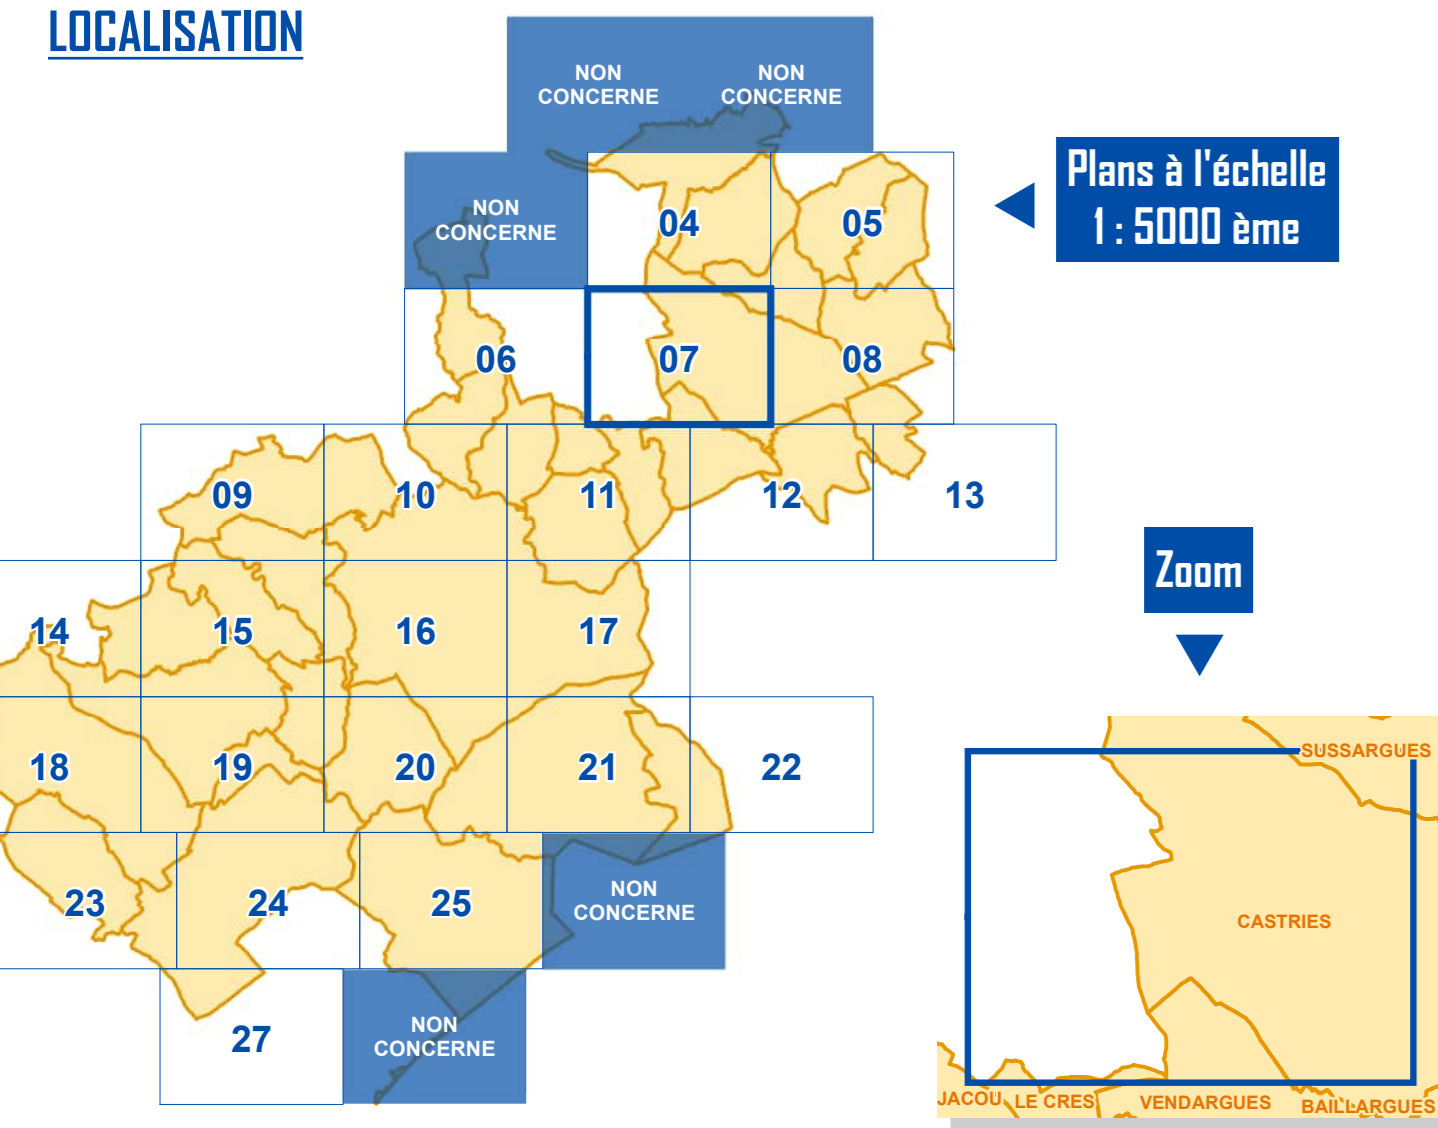 LOCALISATION
NON
CONCERNE
NON
CONCERNE
NON
CONCERNE
04
05
Plans à l'échelle
1 : 5000 ème
06
07
08
09
10
11
12
13
Zoom
14
15
16
17
18
19
20
21
22
SUSSARGUES
23
24
25
NON
CONCERNE
CASTRIES
27
NON
CONCERNE
JACOU
LE CRES
VENDARGUES
BAILLARGUES